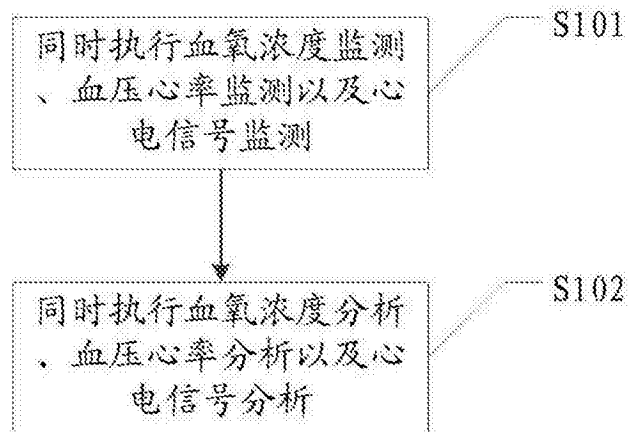 同时执行血氧浓度监测
、血压心率监测以及心
电信号监测
S101
同时执行血氧浓度分析
、血压心率分析以及心
电信号分析
S102